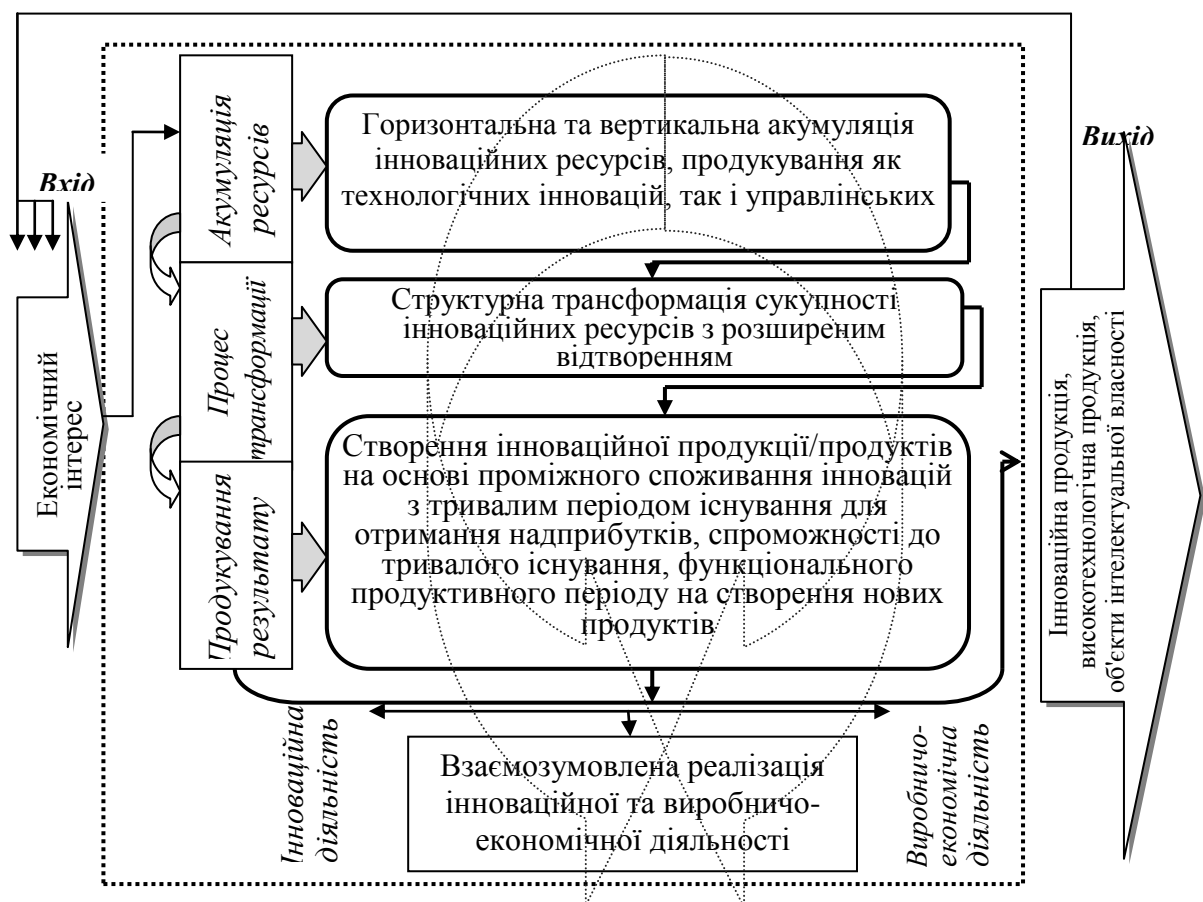 Вхід
Економічний
інтерес
Акумуляція
ресурсів
Процес
трансформації
Продукування
результату
Горизонтальна та вертикальна акумуляція
інноваційних ресурсів, продукування як
технологічних інновацій, так і управлінських
Структурна трансформація сукупності
інноваційних ресурсів з розширеним
відтворенням
Створення інноваційної продукції/продуктів
на основі проміжного споживання інновацій
з тривалим періодом існування для
отримання надприбутків, спроможності до
тривалого існування, функціонального
продуктивного періоду на створення нових
продуктів
Інноваційна
діяльність
Взаємозумовлена реалізація
інноваційної та виробничо-
економічної діяльності
Виробничо-
економічна
діяльність
Вихід
Інноваційна продукція,
високотехнологічна продукція,
об'єкти інтелектуальної власності